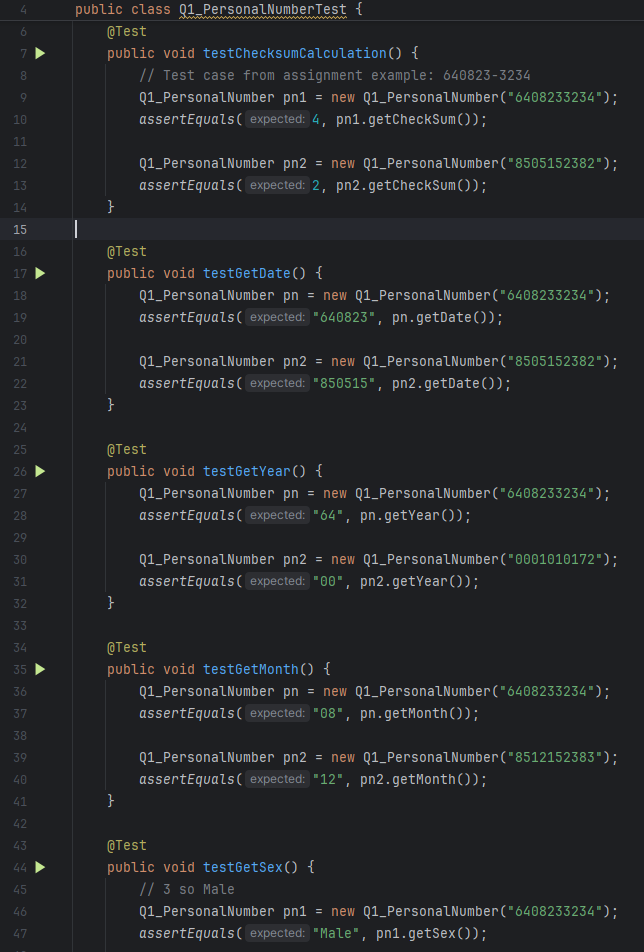 4 public class Q1_PersonalNumberTest {
6 @Test
7 public void testChecksumCalculation() {
8 // Test case from assignment example: 640823-3234
9 Q1_PersonalNumber pn1 = new Q1_PersonalNumber("6408233234");
10 assertEquals( expected: 4, pn1.getCheckSum());
11
12 Q1_PersonalNumber pn2 = new Q1_PersonalNumber("8505152382");
13 assertEquals( expected: 2, pn2.getCheckSum());
14 }
15
16 @Test
17 public void testGetDate() {
18 Q1_PersonalNumber pn = new Q1_PersonalNumber("6408233234");
19 assertEquals( expected: "640823", pn.getDate());
20
21 Q1_PersonalNumber pn2 = new Q1_PersonalNumber("8505152382");
22 assertEquals( expected: "850515", pn2.getDate());
23 }
24
25 @Test
26 public void testGetYear() {
27 Q1_PersonalNumber pn = new Q1_PersonalNumber("6408233234");
28 assertEquals( expected: "64", pn.getYear());
29
30 Q1_PersonalNumber pn2 = new Q1_PersonalNumber("0001010172");
31 assertEquals( expected: "00", pn2.getYear());
32 }
33
34 @Test
35 public void testGetMonth() {
36 Q1_PersonalNumber pn = new Q1_PersonalNumber("6408233234");
37 assertEquals( expected: "08", pn.getMonth());
38
39 Q1_PersonalNumber pn2 = new Q1_PersonalNumber("8512152383");
40 assertEquals( expected: "12", pn2.getMonth());
41 }
42
43 @Test
44 public void testGetSex() {
45 // 3 so Male
46 Q1_PersonalNumber pn1 = new Q1_PersonalNumber("6408233234");
47 assertEquals( expected: "Male", pn1.getSex());